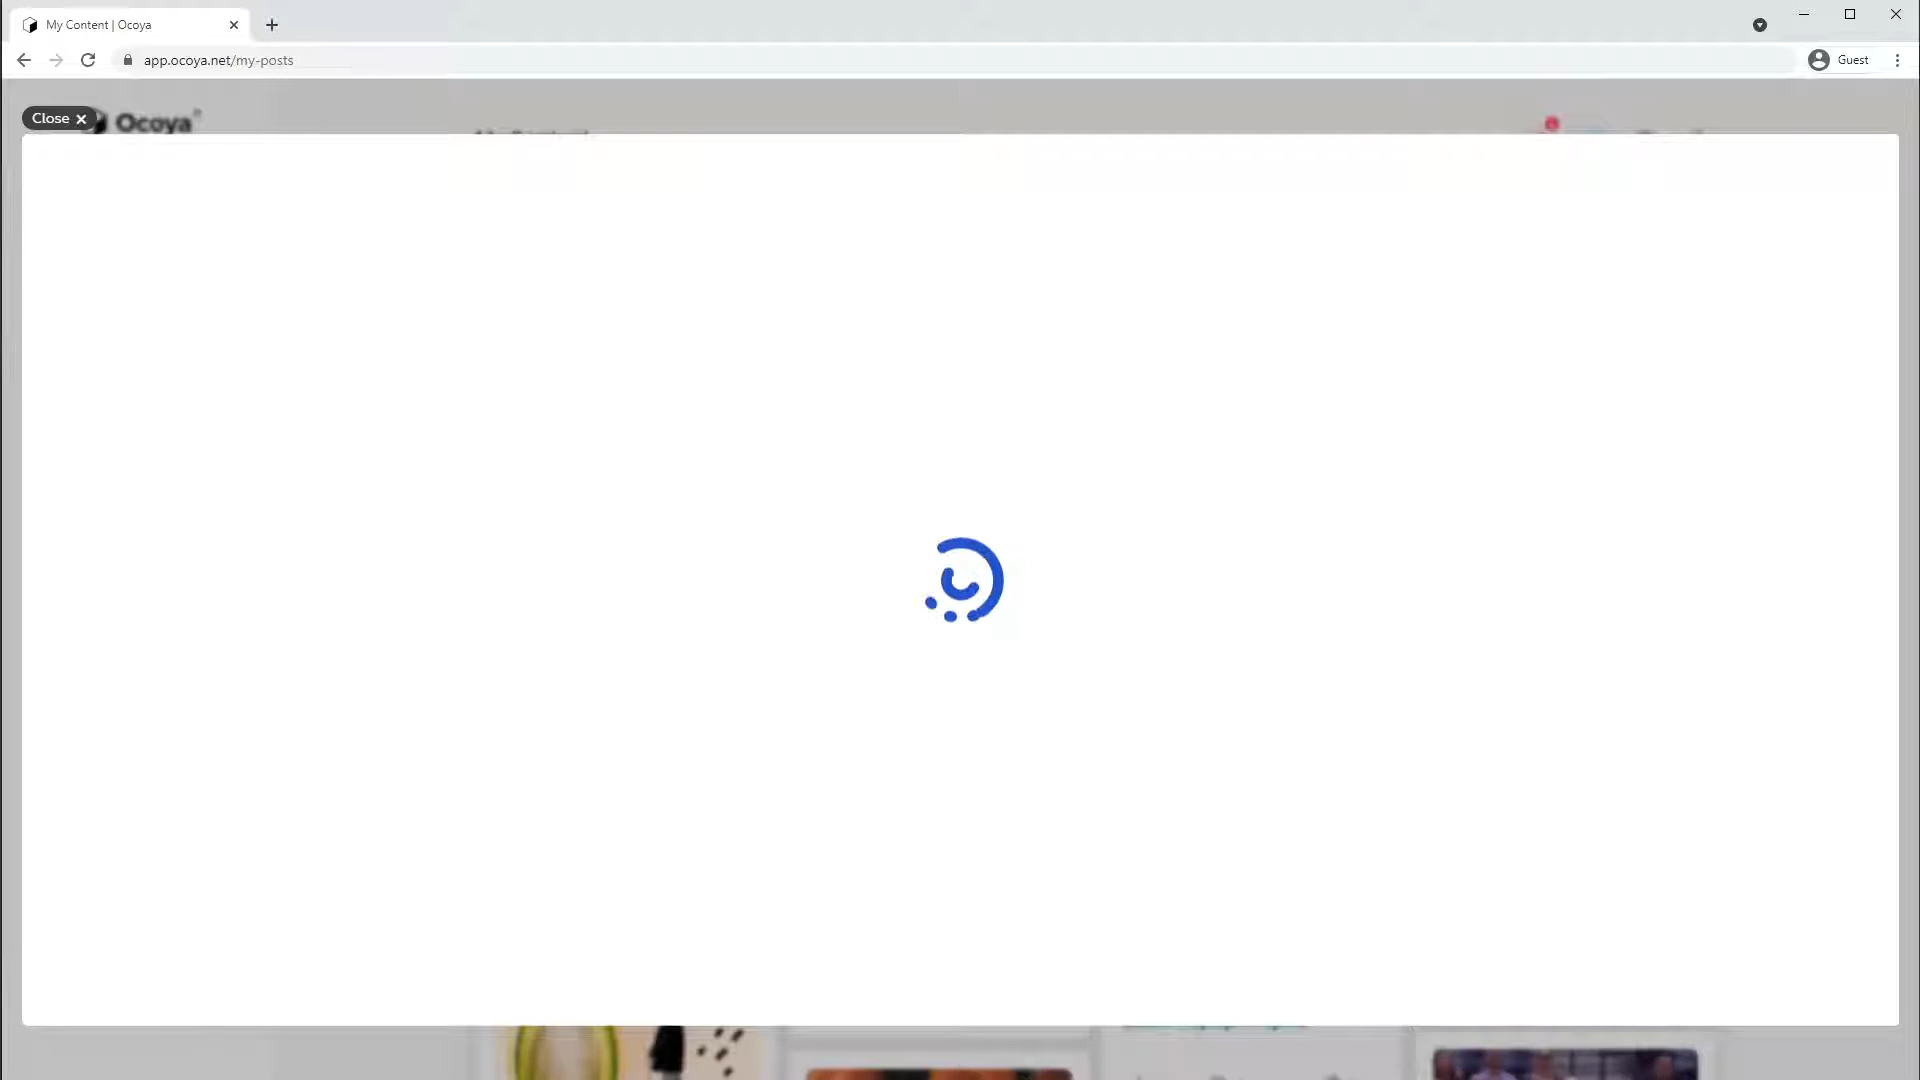 My Content | Ocoya
app.ocoya.net/my-posts
Guest
Close
Ocoya